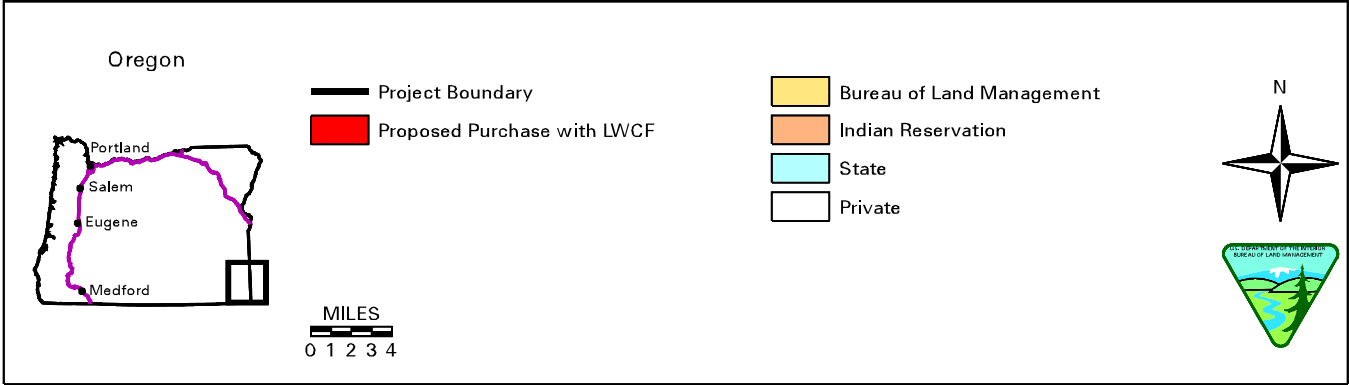 Oregon
Portland
Salem
Eugene
Medford
Project Boundary
Proposed Purchase with LWCF
MILES
0 1 2 3 4
Bureau of Land Management
Indian Reservation
State
Private
N
U.S. DEPARTMENT OF THE INTERIOR
BUREAU OF LAND MANAGEMENT